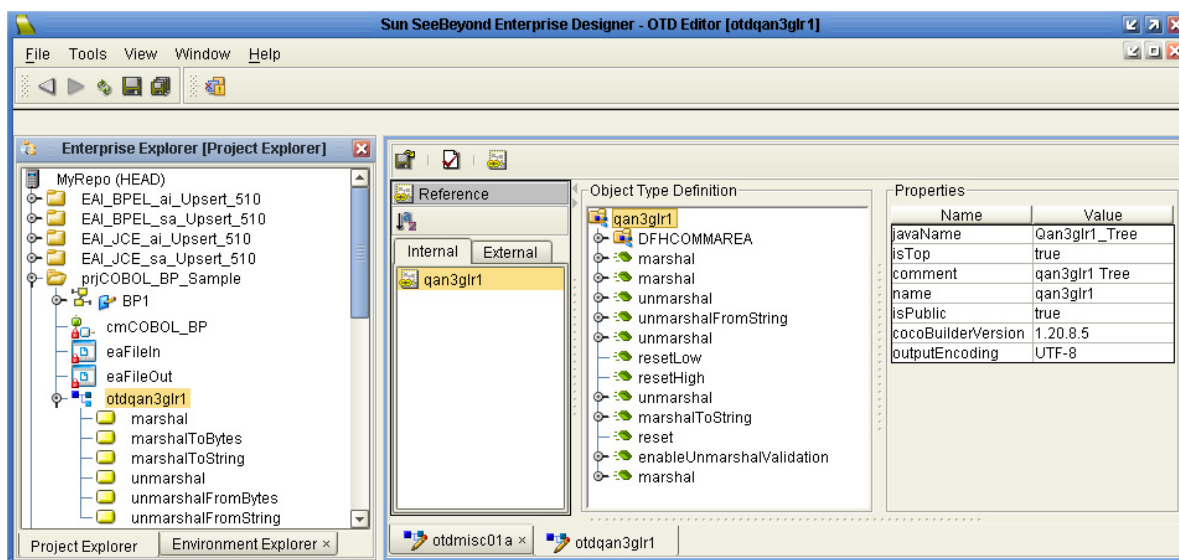 Sun SeeBeyond Enterprise Designer - OTD Editor [otdqan3glr1]
File Tools View Window Help
Enterprise Explorer [Project Explorer]
MyRepo (HEAD)
EAI_BPEL_ai_Upsert_510
EAI_BPEL_sa_Upsert_510
EAI_JCE_ai_Upsert_510
EAI_JCE_sa_Upsert_510
prjCOBOL_BP_Sample
BP1
cmCOBOL_BP
eaFileIn
eaFileOut
otdqan3glr1
marshal
marshalToBytes
marshalToString
unmarshal
unmarshalFromBytes
unmarshalFromString
Project Explorer
Environment Explorer ×
Reference
Internal External
qan3glr1
Object Type Definition
qan3glr1
DFHCOMMAREA
marshal
marshal
unmarshal
unmarshalFromString
unmarshal
resetLow
resetHigh
unmarshal
marshalToString
reset
enableUnmarshalValidation
marshal
Properties
Name Value
javaName Qan3glr1_Tree
isTop true
comment qan3glr1 Tree
name qan3glr1
isPublic true
cocoBuilderVersion 1.20.8.5
outputEncoding UTF-8
otdmisc01a ×
otdqan3glr1